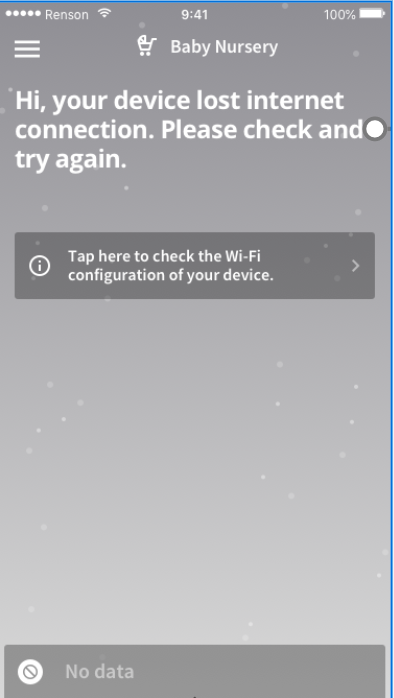 Renson 9:41 100%
Baby Nursery
Hi, your device lost internet
connection. Please check and
try again.
Tap here to check the Wi-Fi
configuration of your device.
No data